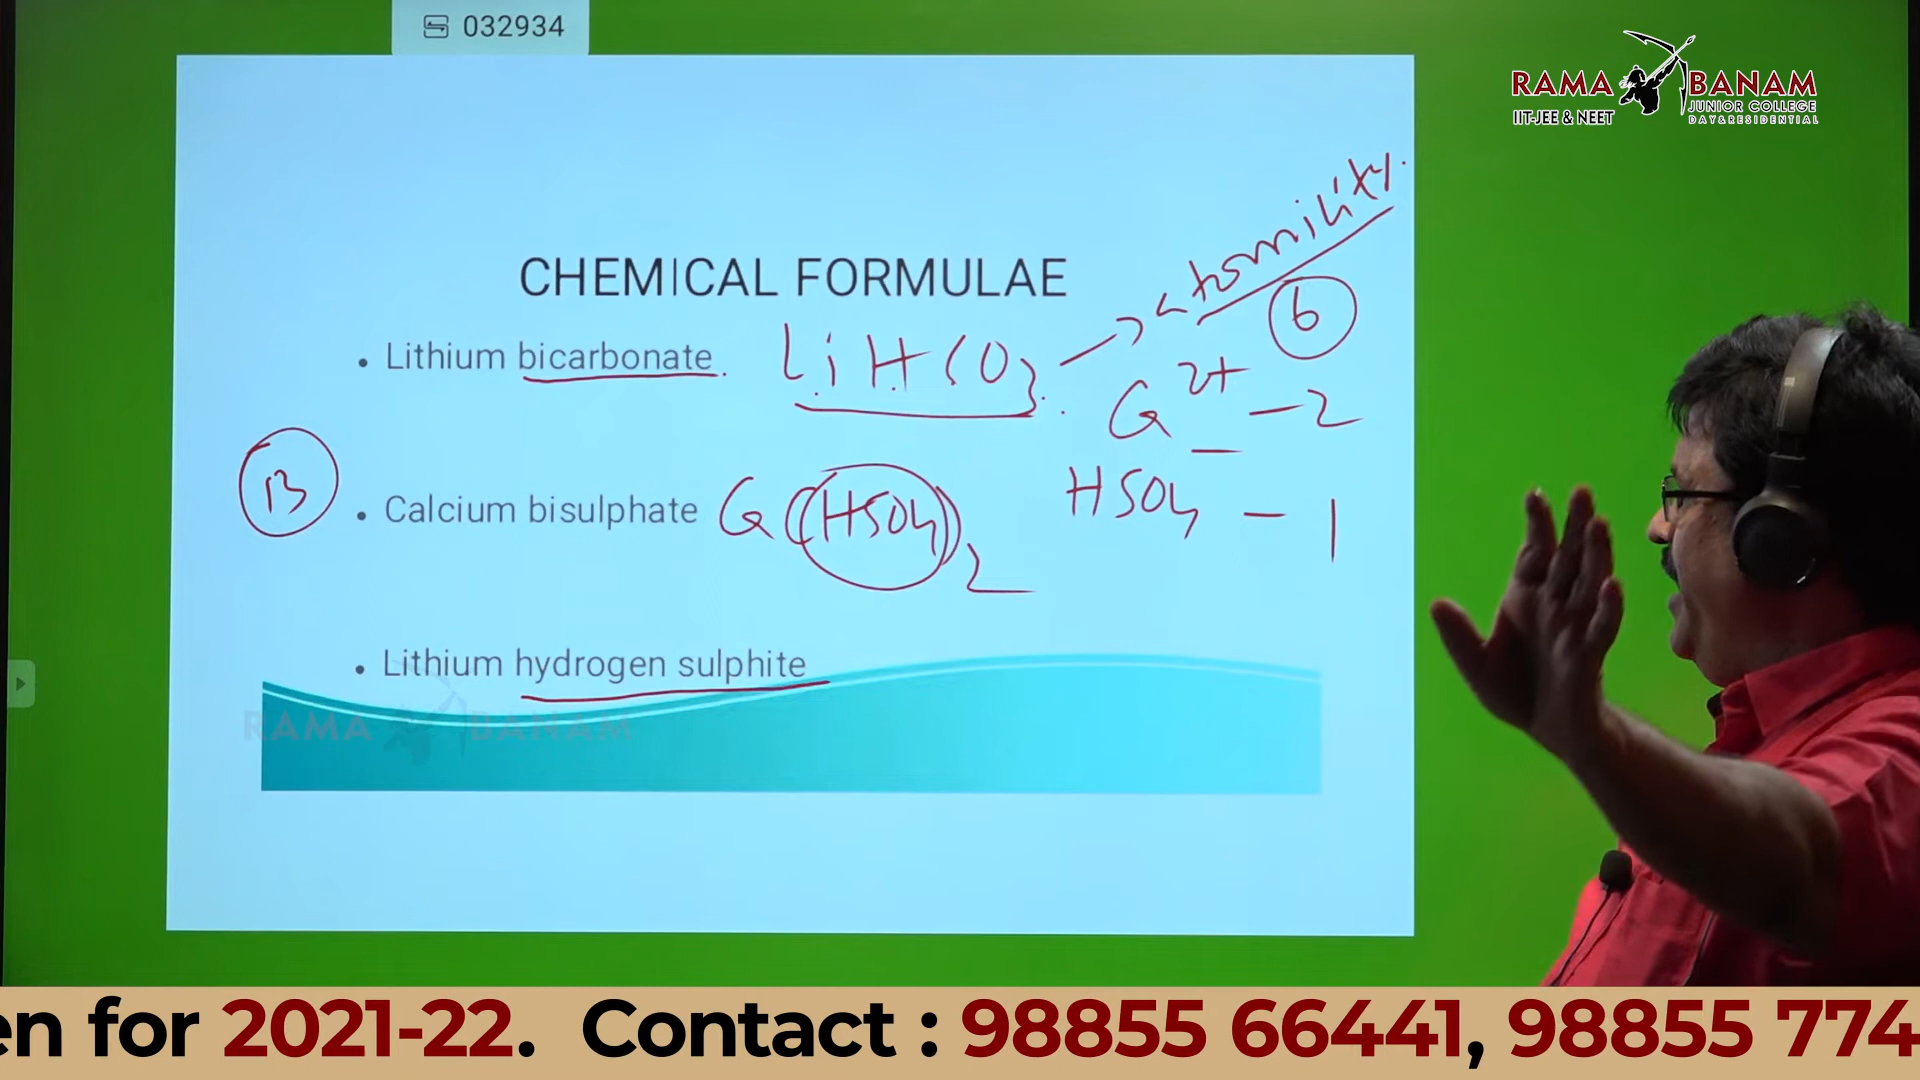 032934
RAMA BANAM
JUNIOR COLLEGE
IIT-JEE & NEET
DAY & RESIDENTIAL
CHEMICAL FORMULAE
Atomicity.
6
• Lithium bicarbonate. LiHCO3 →
Ca2+ – 2
13
• Calcium bisulphate Ca(HSO4)2
HSO4– – 1
• Lithium hydrogen sulphite
RAMA BANAM
en for 2021-22. Contact : 98855 66441, 98855 774